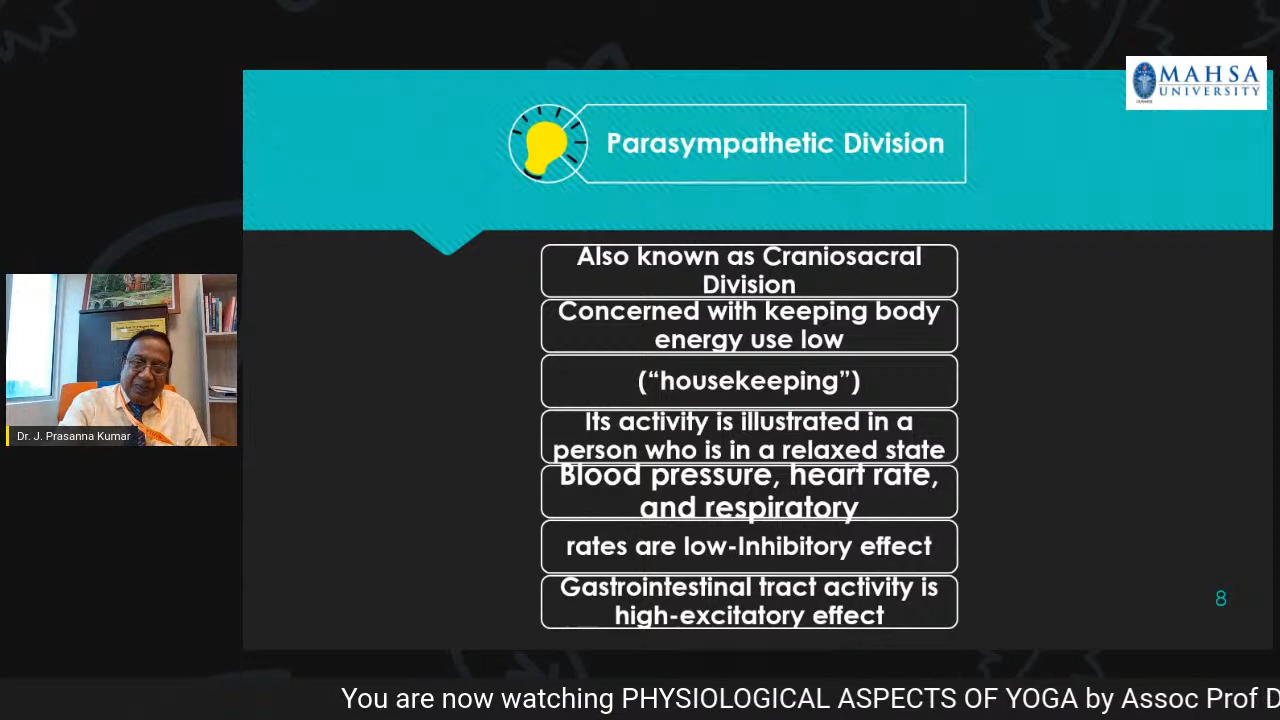 MAHSA
UNIVERSITY
Parasympathetic Division
Also known as Craniosacral
Division
Concerned with keeping body
energy use low
(“housekeeping”)
Its activity is illustrated in a
person who is in a relaxed state
Blood pressure, heart rate,
and respiratory
rates are low-Inhibitory effect
Gastrointestinal tract activity is
high-excitatory effect
8
Dr. J. Prasanna Kumar
You are now watching PHYSIOLOGICAL ASPECTS OF YOGA by Assoc Prof D